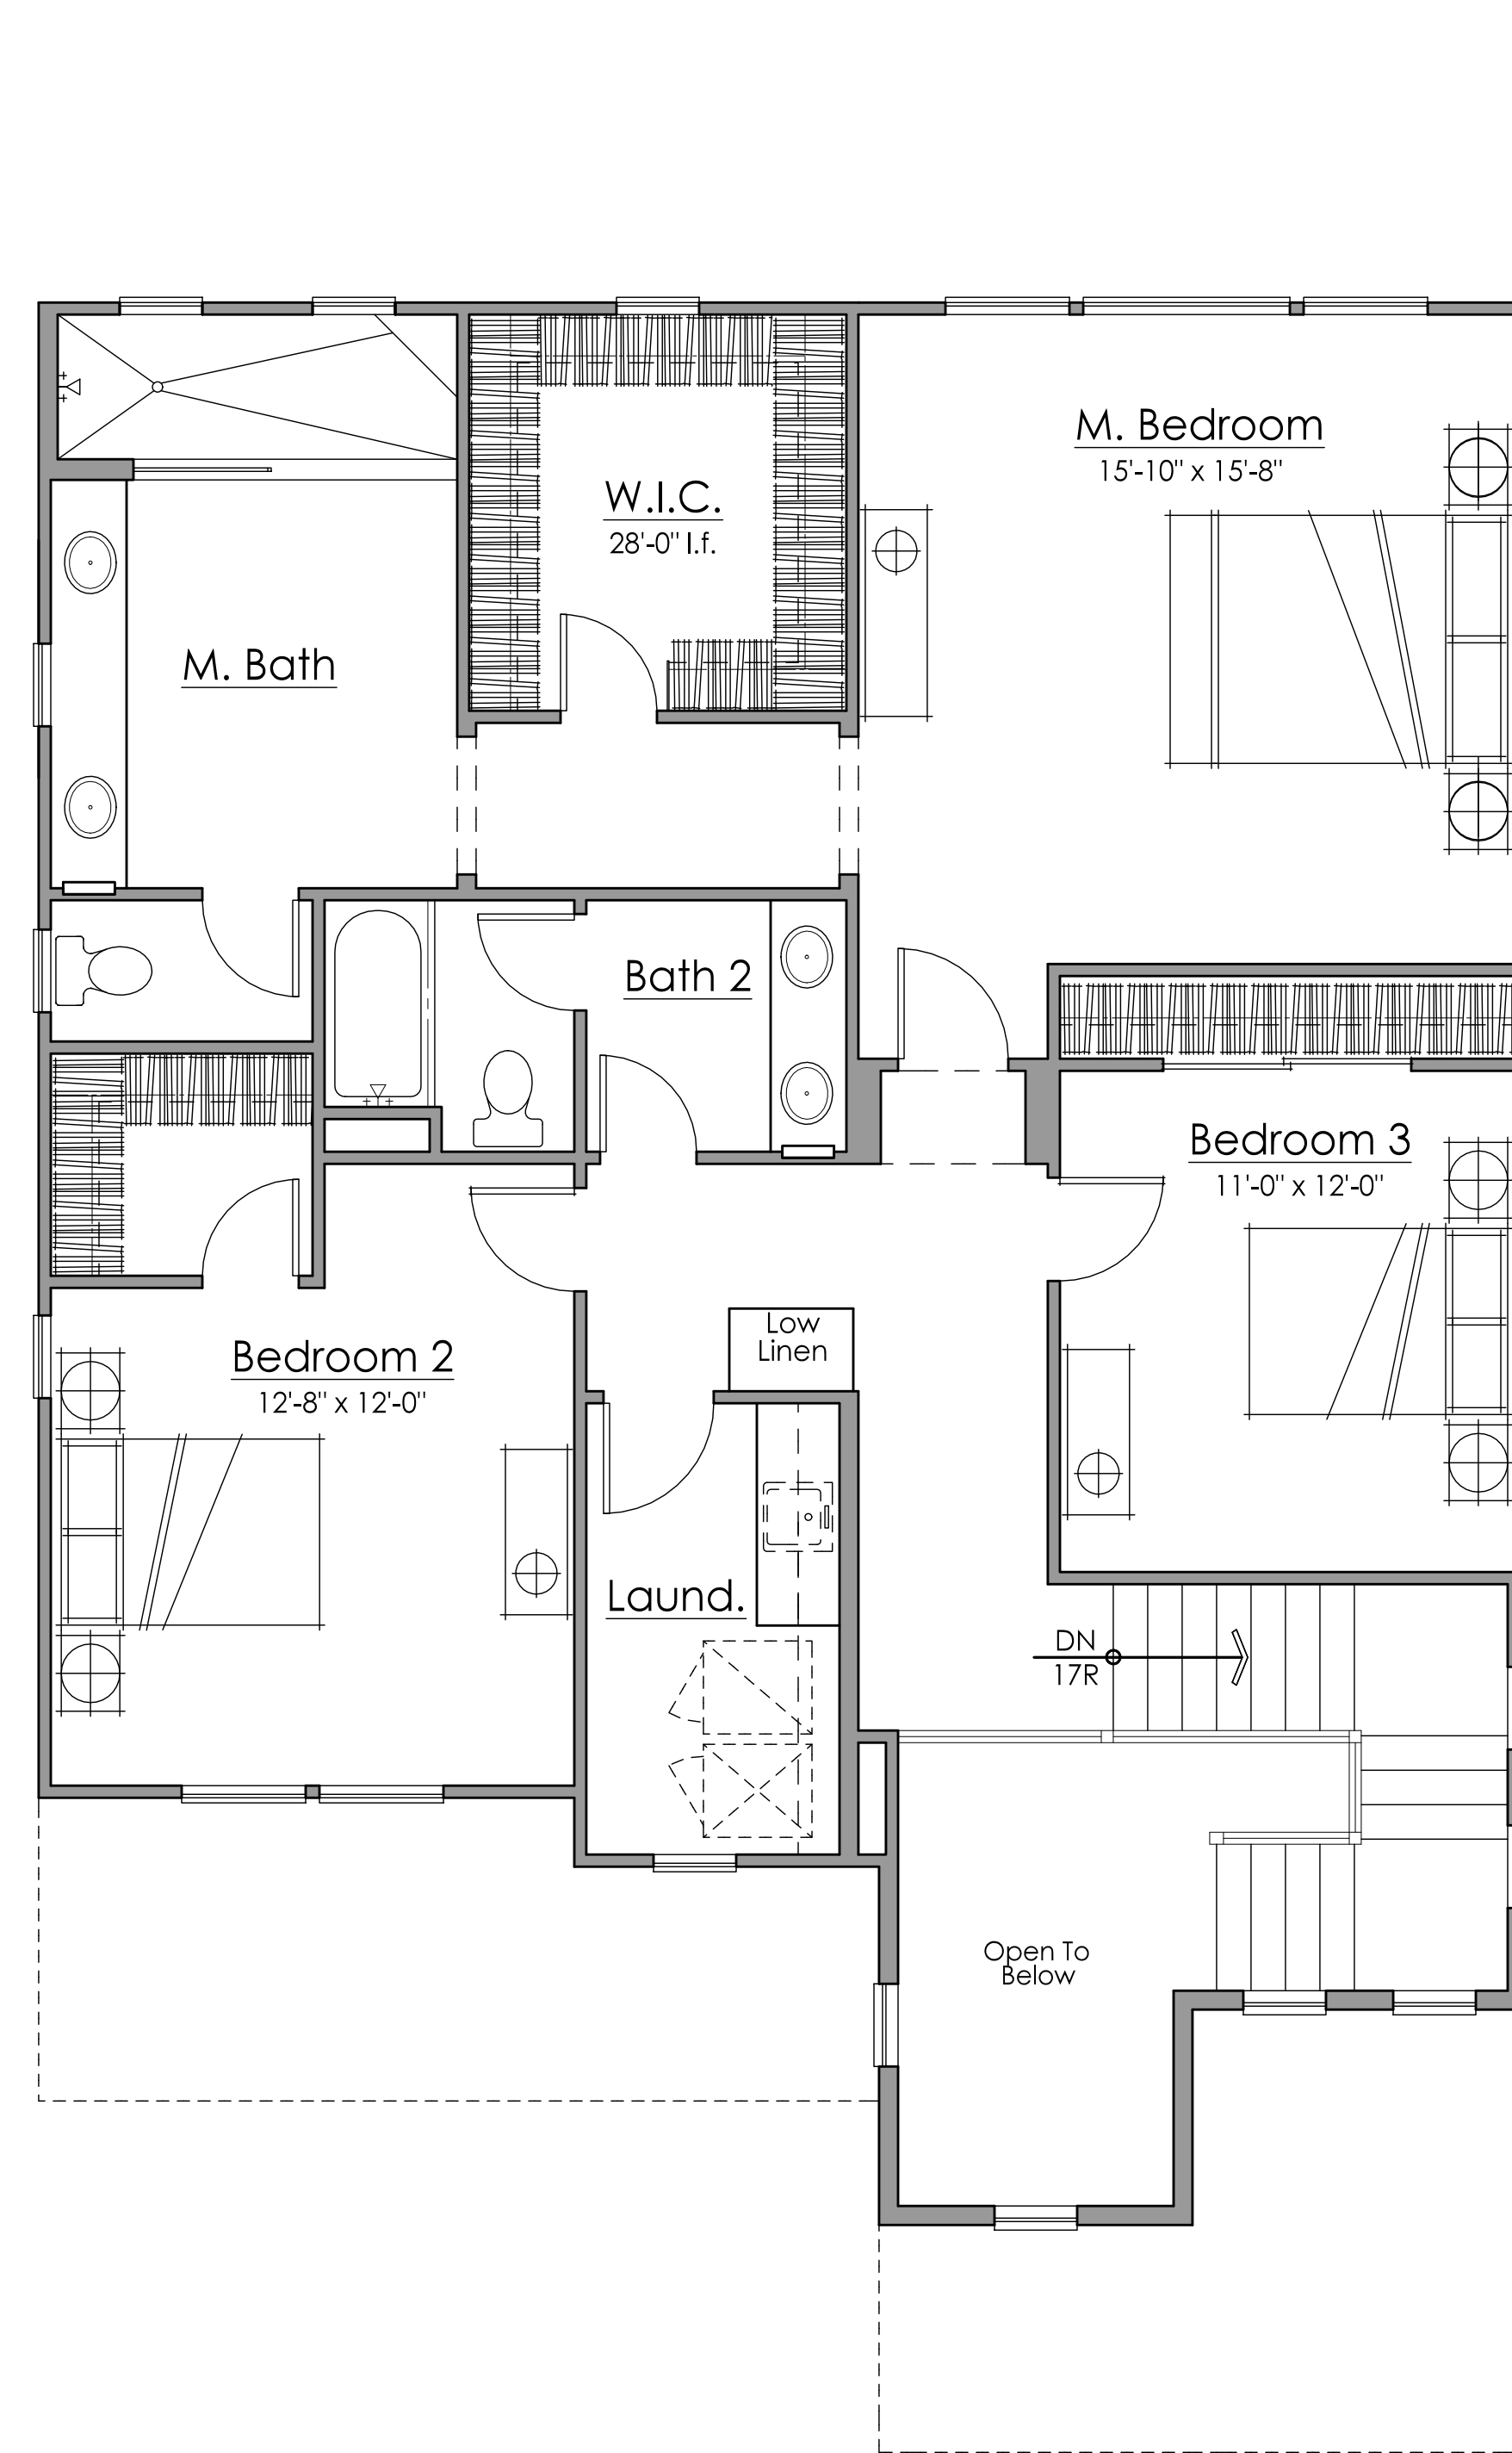 M. Bedroom
15'-10" x 15'-8"
W.I.C.
28'-0" l.f.
M. Bath
Bath 2
Bedroom 3
11'-0" x 12'-0"
Low
Linen
Bedroom 2
12'-8" x 12'-0"
Laund.
DN
17R
Open To
Below